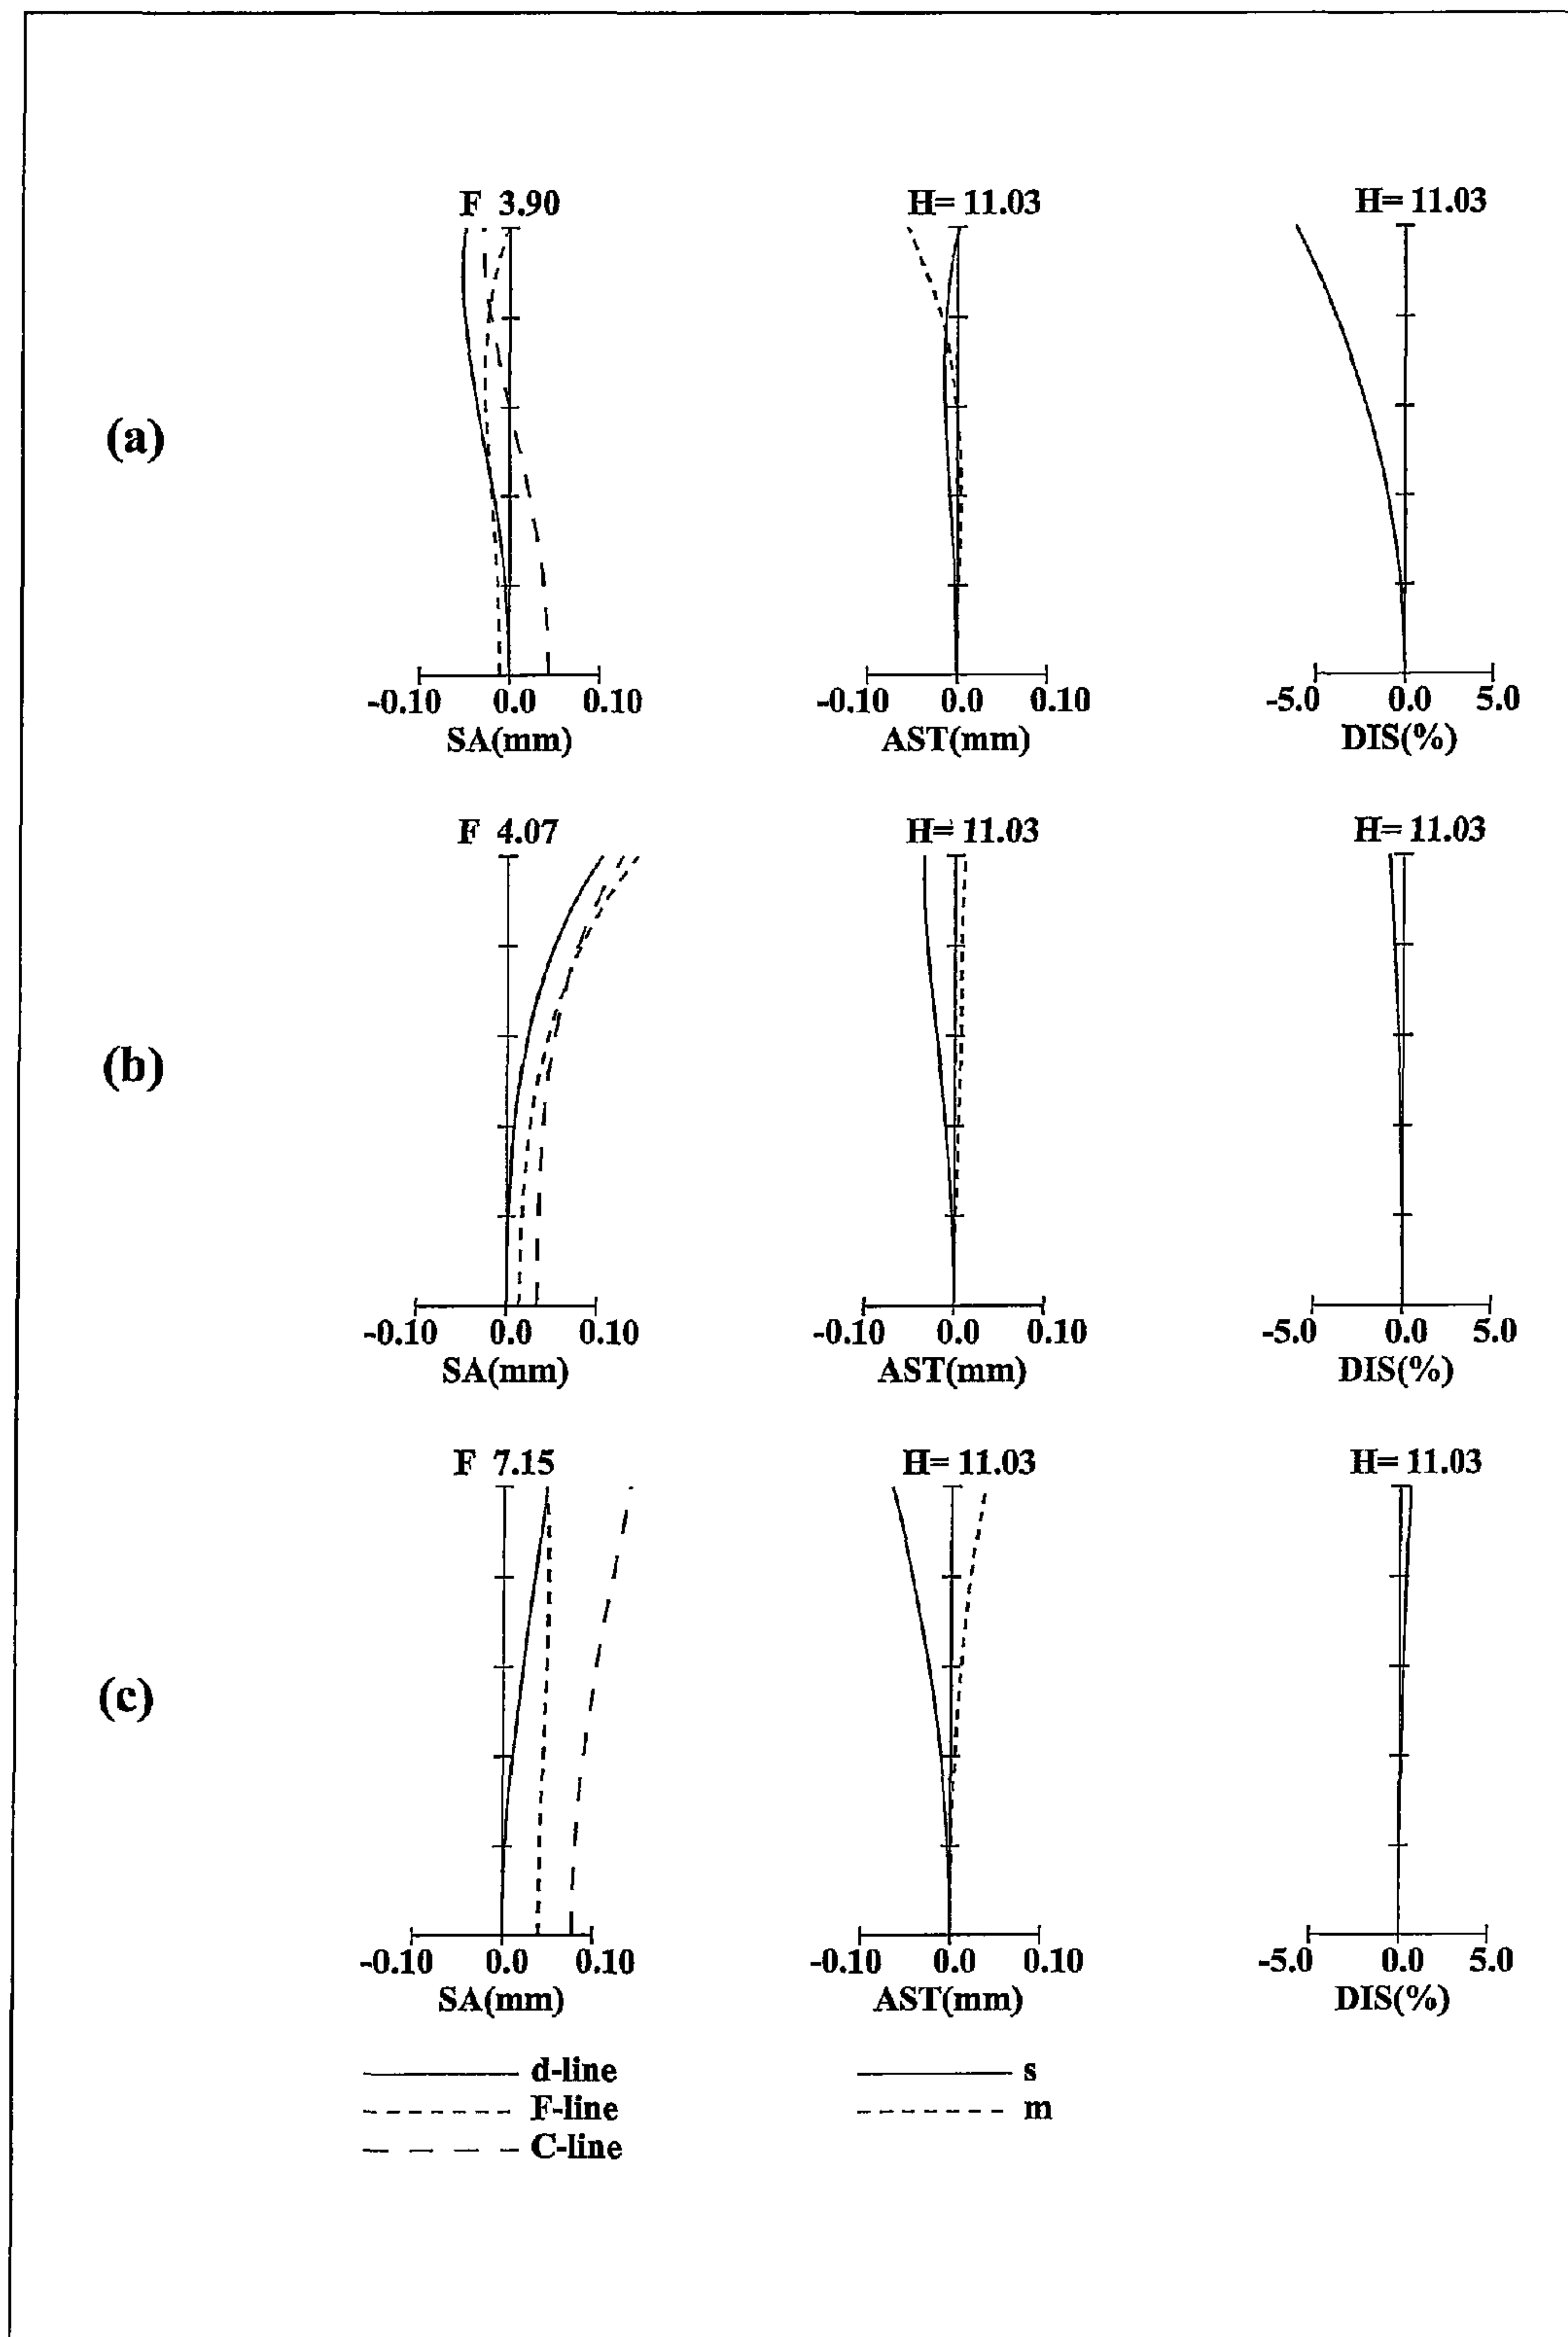 F 3.90 H= 11.03 H= 11.03
(a)
-0.10 0.0 0.10 -0.10 0.0 0.10 -5.0 0.0 5.0
SA(mm) AST(mm) DIS(%)
F 4.07 H= 11.03 H= 11.03
(b)
-0.10 0.0 0.10 -0.10 0.0 0.10 -5.0 0.0 5.0
SA(mm) AST(mm) DIS(%)
F 7.15 H= 11.03 H= 11.03
(c)
-0.10 0.0 0.10 -0.10 0.0 0.10 -5.0 0.0 5.0
SA(mm) AST(mm) DIS(%)
d-line s
F-line m
C-line